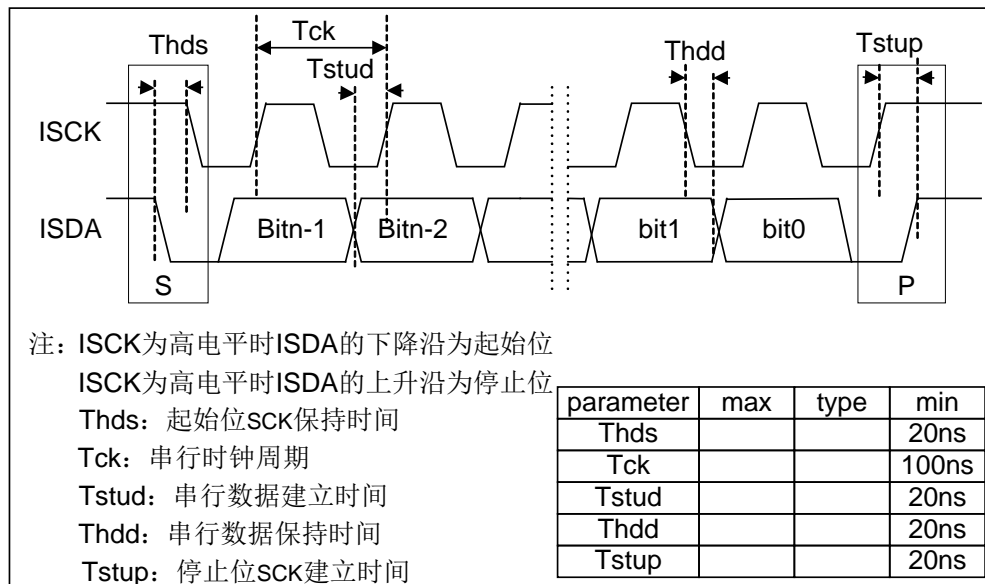 Tck
Thds
Thdd
Tstup
Tstud
ISCK
ISDA
Bitn-1
Bitn-2
bit1
bit0
S
P
注：ISCK为高电平时ISDA的下降沿为起始位
ISCK为高电平时ISDA的上升沿为停止位
Thds：起始位SCK保持时间
Tck：串行时钟周期
Tstud：串行数据建立时间
Thdd：串行数据保持时间
Tstup：停止位SCK建立时间
parameter max type min
Thds 20ns
Tck 100ns
Tstud 20ns
Thdd 20ns
Tstup 20ns